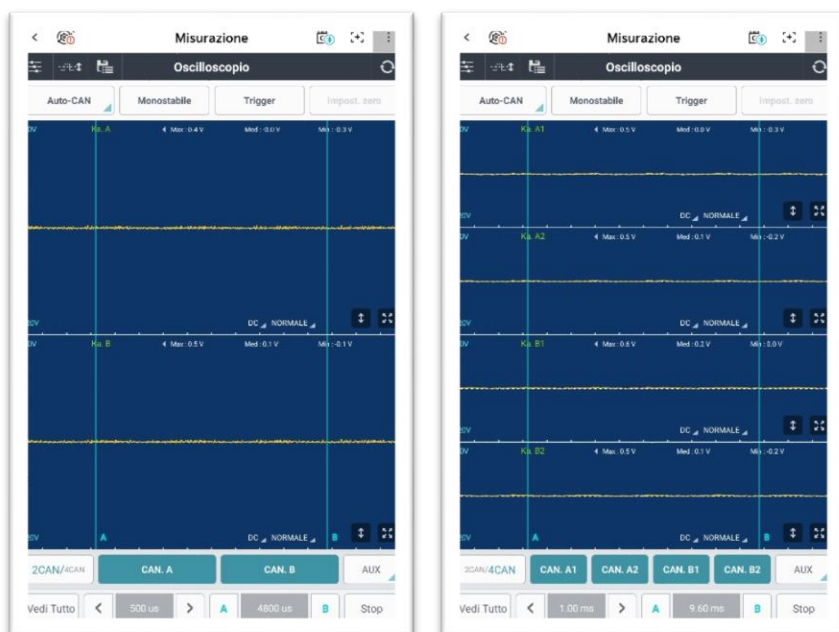 Misurazione
Oscilloscopio
Auto-CAN Monostabile Trigger Impost. zero
Ka. A Max : 0.4 V Med : -0.0 V Min : -0.3 V
DC NORMALE
Ka. B Max : 0.5 V Med : 0.1 V Min : -0.1 V
A DC NORMALE B
2CAN/4CAN CAN. A CAN. B AUX
Vedi Tutto < 500 us > A 4800 us B Stop
Misurazione
Oscilloscopio
Auto-CAN Monostabile Trigger Impost. zero
Ka. A1 Max : 0.5 V Med : 0.0 V Min : -0.3 V
DC NORMALE
Ka. A2 Max : 0.5 V Med : 0.1 V Min : -0.2 V
DC NORMALE
Ka. B1 Max : 0.6 V Med : 0.2 V Min : 0.0 V
DC NORMALE
Ka. B2 Max : 0.5 V Med : 0.1 V Min : -0.2 V
A DC NORMALE B
2CAN/4CAN CAN. A1 CAN. A2 CAN. B1 CAN. B2 AUX
Vedi Tutto < 1.00 ms > A 9.60 ms B Stop